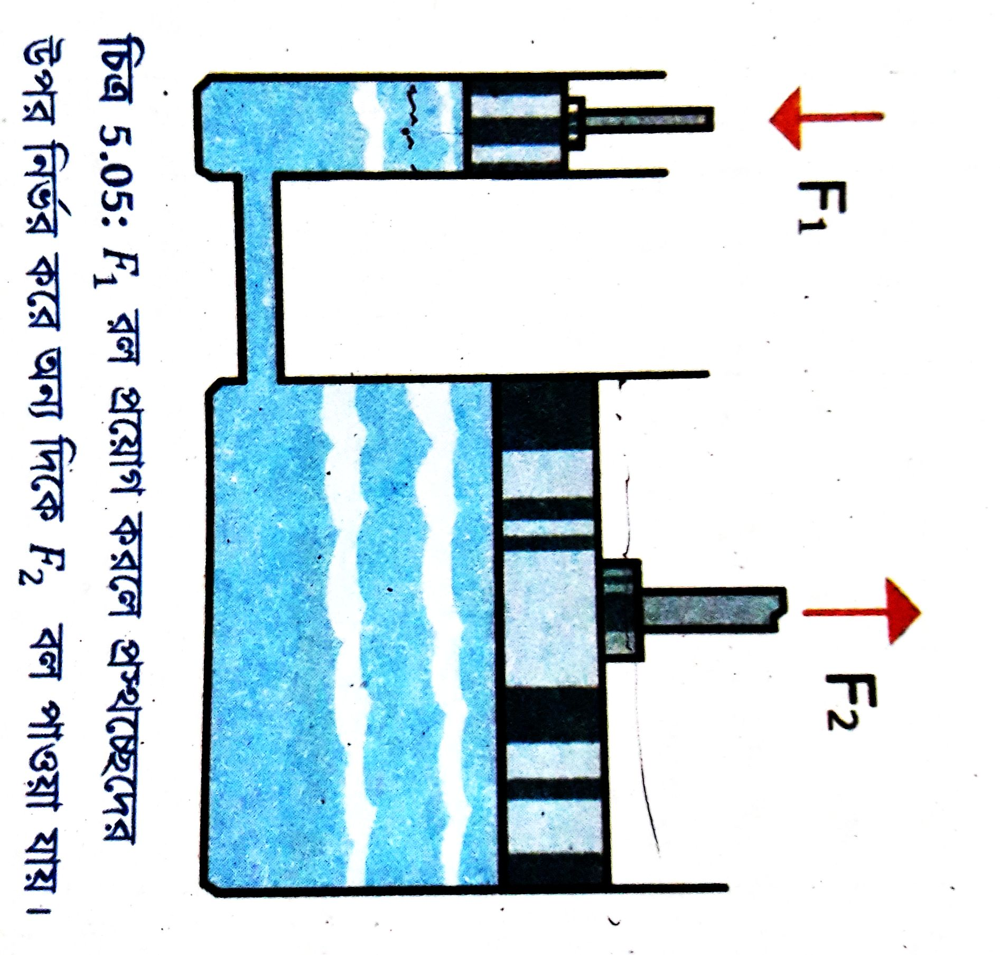 F₁
F₂
চিত্র 5.05: F₁ বল প্রয়োগ করলে প্রস্থচ্ছেদের
উপর নির্ভর করে অন্য দিকে F₂ বল পাওয়া যায়।